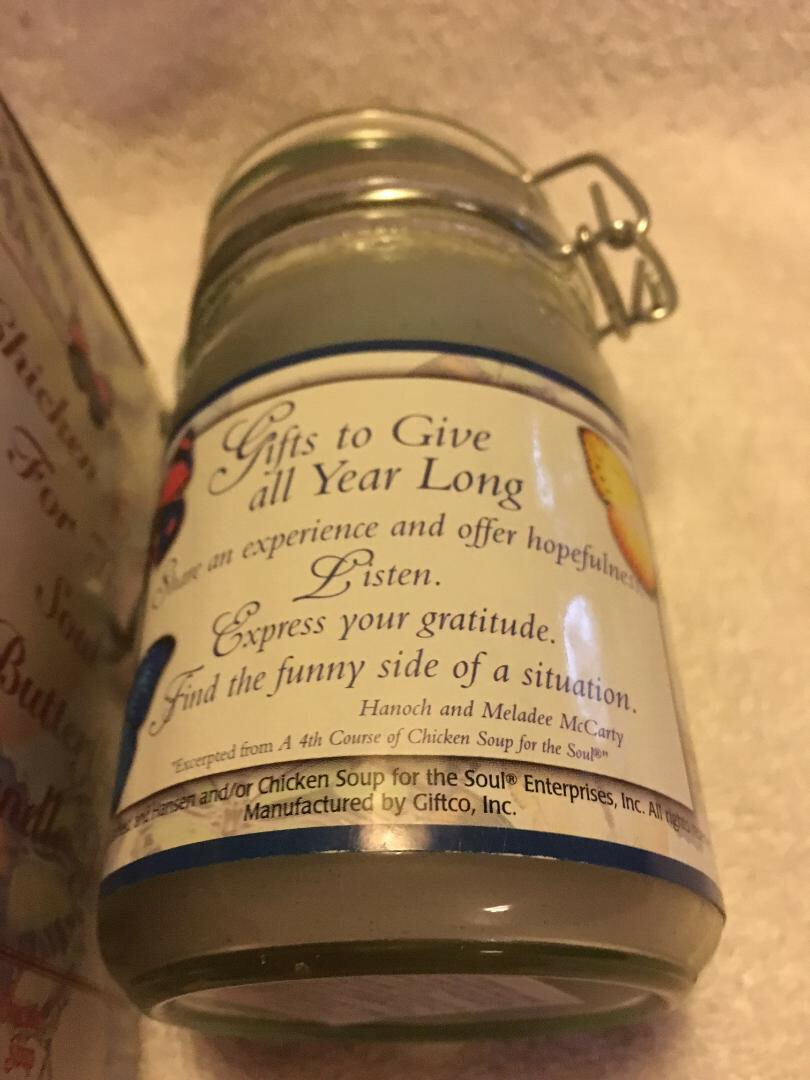 Gifts to Give
all Year Long
Share an experience and offer hopefulness
Listen.
Express your gratitude.
Find the funny side of a situation.
Hanoch and Meladee McCarty
"Excerpted from A 4th Course of Chicken Soup for the Soul®"
and Hansen and/or Chicken Soup for the Soul® Enterprises, Inc. All rights
Manufactured by Giftco, Inc.
Chicken
For
Soul